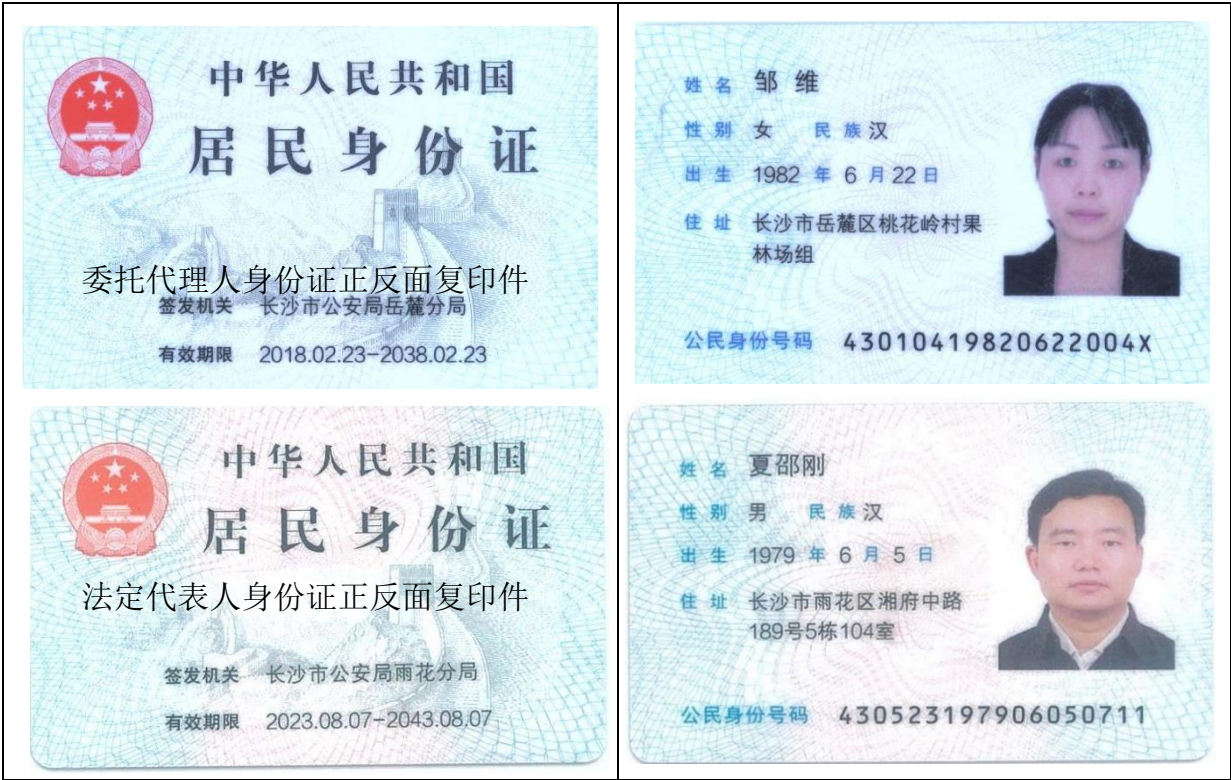 中华人民共和国
居民身份证
委托代理人身份证正反面复印件
签发机关 长沙市公安局岳麓分局
有效期限 2018.02.23-2038.02.23
姓名 邹维
性别 女 民族 汉
出生 1982 年 6 月 22 日
住址 长沙市岳麓区桃花岭村果
林场组
公民身份号码 43010419820622004X
中华人民共和国
居民身份证
法定代表人身份证正反面复印件
签发机关 长沙市公安局雨花分局
有效期限 2023.08.07-2043.08.07
姓名 夏邵刚
性别 男 民族 汉
出生 1979 年 6 月 5 日
住址 长沙市雨花区湘府中路
189号5栋104室
公民身份号码 430523197906050711